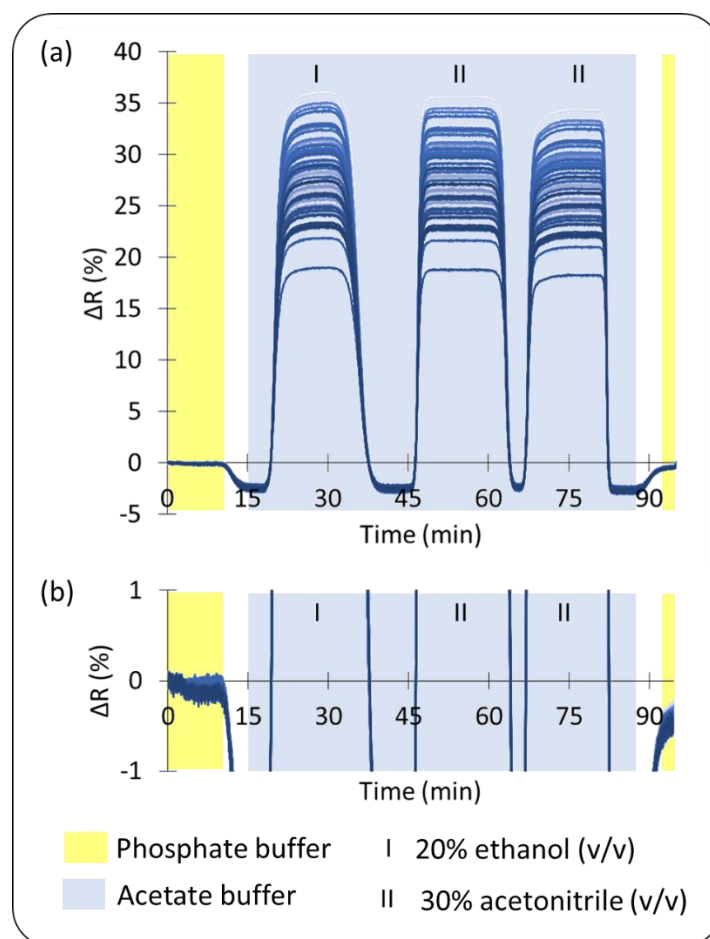 (a)
40
I II II
35
30
25
20
15
10
5
0
-5
0 15 30 45 60 75 90
ΔR (%)
Time (min)
(b)
1
I II II
0
0 15 30 45 60 75 90
-1
ΔR (%)
Time (min)
Phosphate buffer I 20% ethanol (v/v)
Acetate buffer II 30% acetonitrile (v/v)